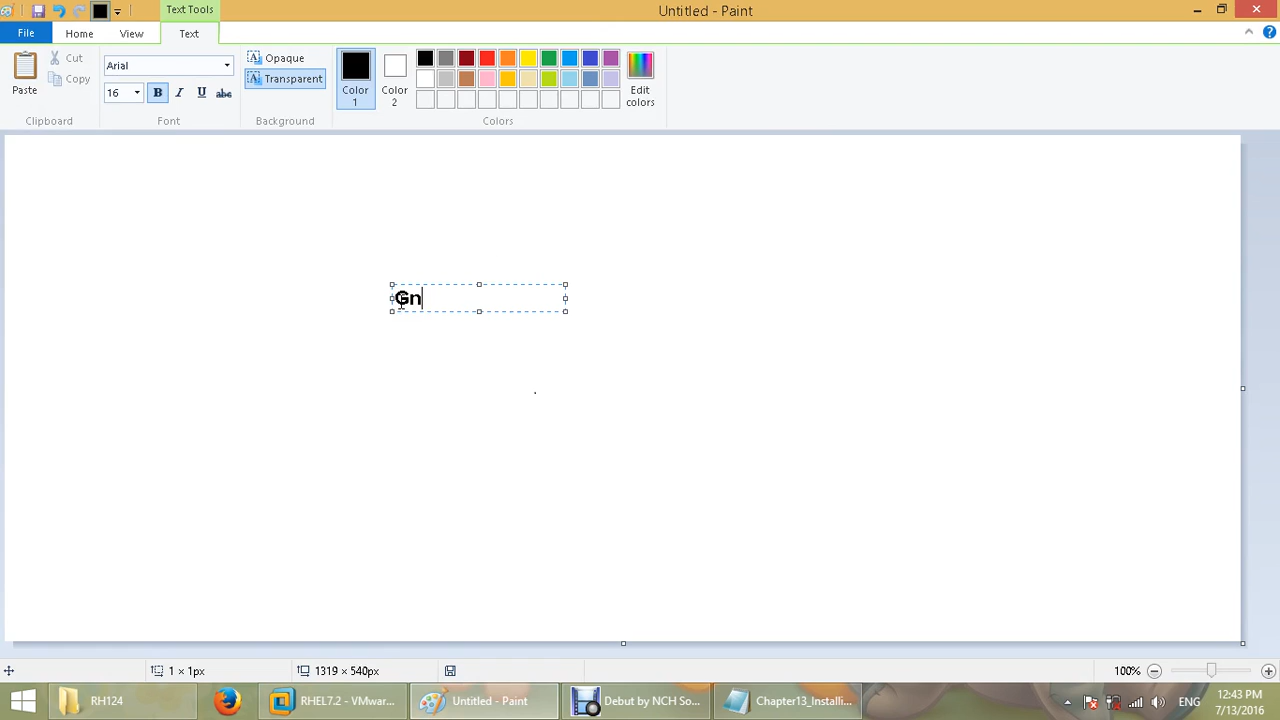 Text Tools
Untitled - Paint
File
Home
View
Text
Paste
Cut
Copy
Clipboard
Arial
16
B
I
U
abc
Font
Opaque
Transparent
Background
Color 1
Color 2
Edit colors
Colors
Gn
1 × 1px
1319 × 540px
100%
RH124
RHEL7.2 - VMwar...
Untitled - Paint
Debut by NCH So...
Chapter13_Installi...
ENG
12:43 PM
7/13/2016